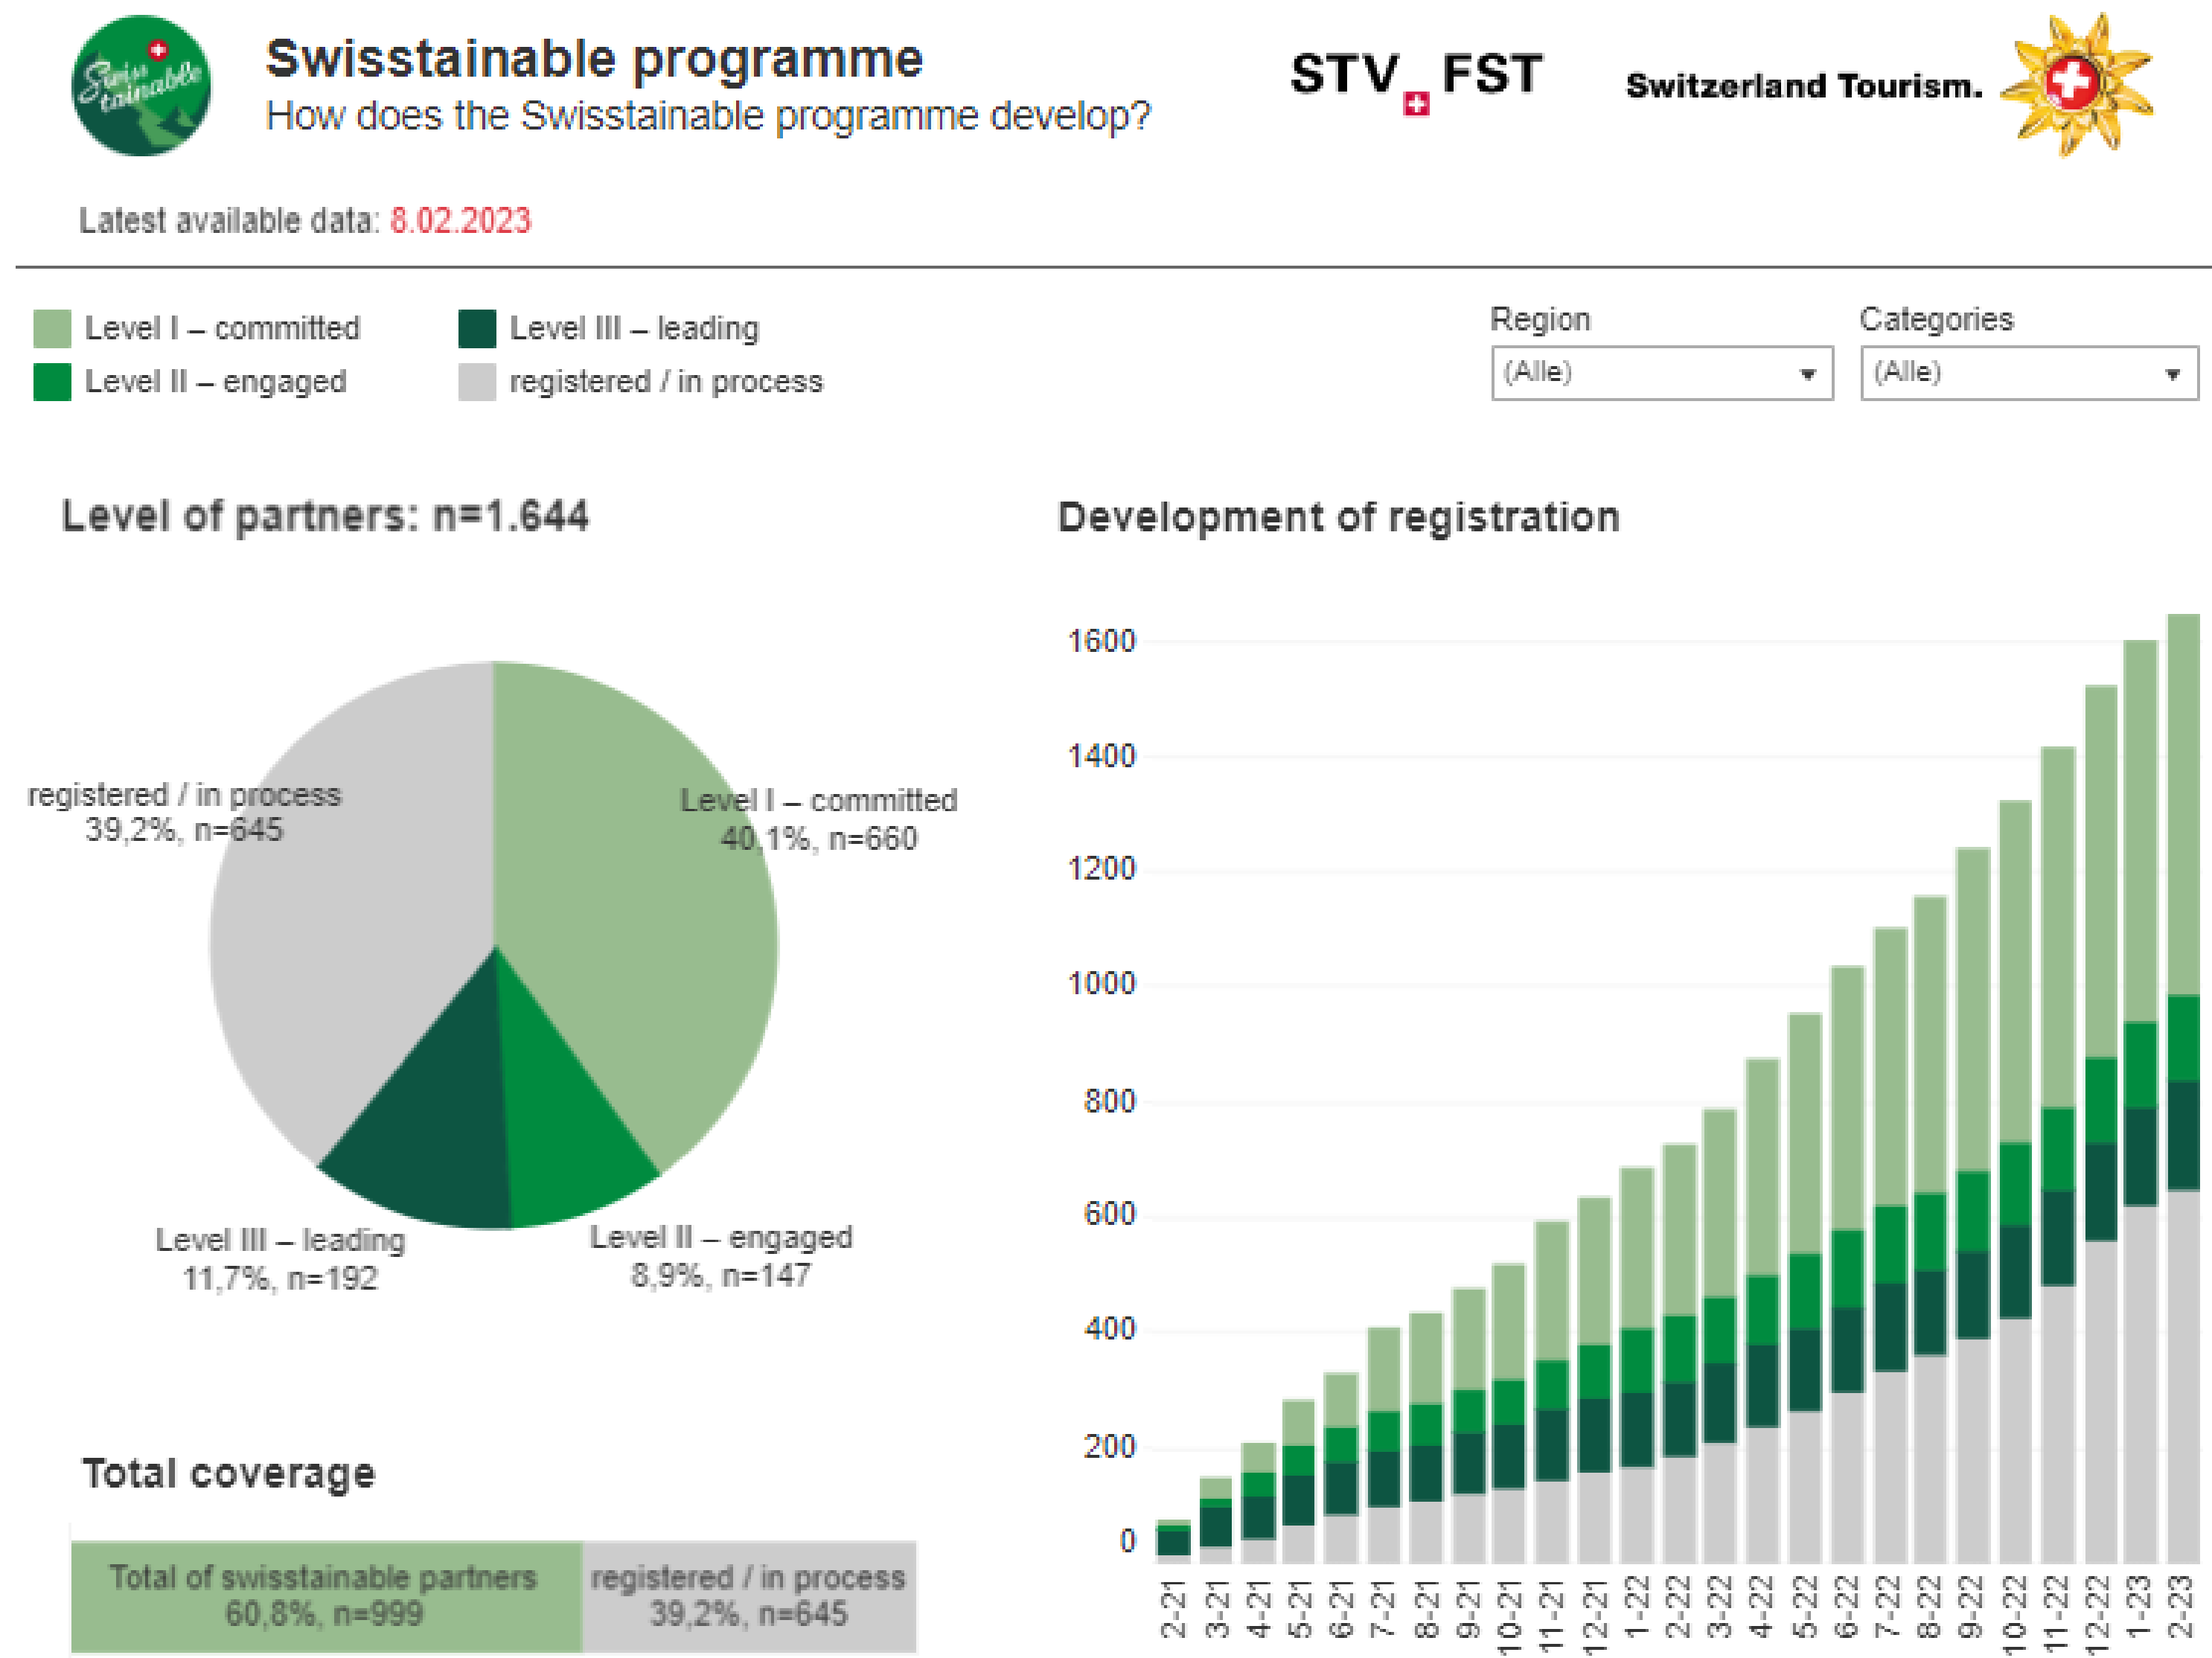 Swiss
tainable
Swisstainable programme
How does the Swisstainable programme develop?
STV FST
Switzerland Tourism.
Latest available data: 8.02.2023
Level I – committed
Level III – leading
Level II – engaged
registered / in process
Region
(Alle)
Categories
(Alle)
Level of partners: n=1.644
registered / in process
39,2%, n=645
Level I – committed
40,1%, n=660
Level III – leading
11,7%, n=192
Level II – engaged
8,9%, n=147
Total coverage
Total of swisstainable partners
60,8%, n=999
registered / in process
39,2%, n=645
Development of registration
1600
1400
1200
1000
800
600
400
200
0
2-21
3-21
4-21
5-21
6-21
7-21
8-21
9-21
10-21
11-21
12-21
1-22
2-22
3-22
4-22
5-22
6-22
7-22
8-22
9-22
10-22
11-22
12-22
1-23
2-23